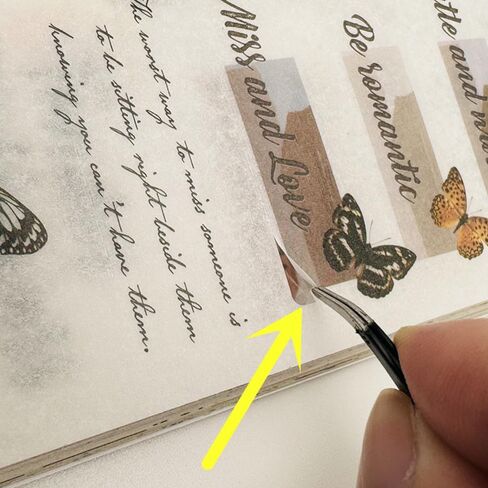 The worst way to miss someone is
to be sitting right beside them
knowing you can't have them.
Miss and Love
Be romantic
and